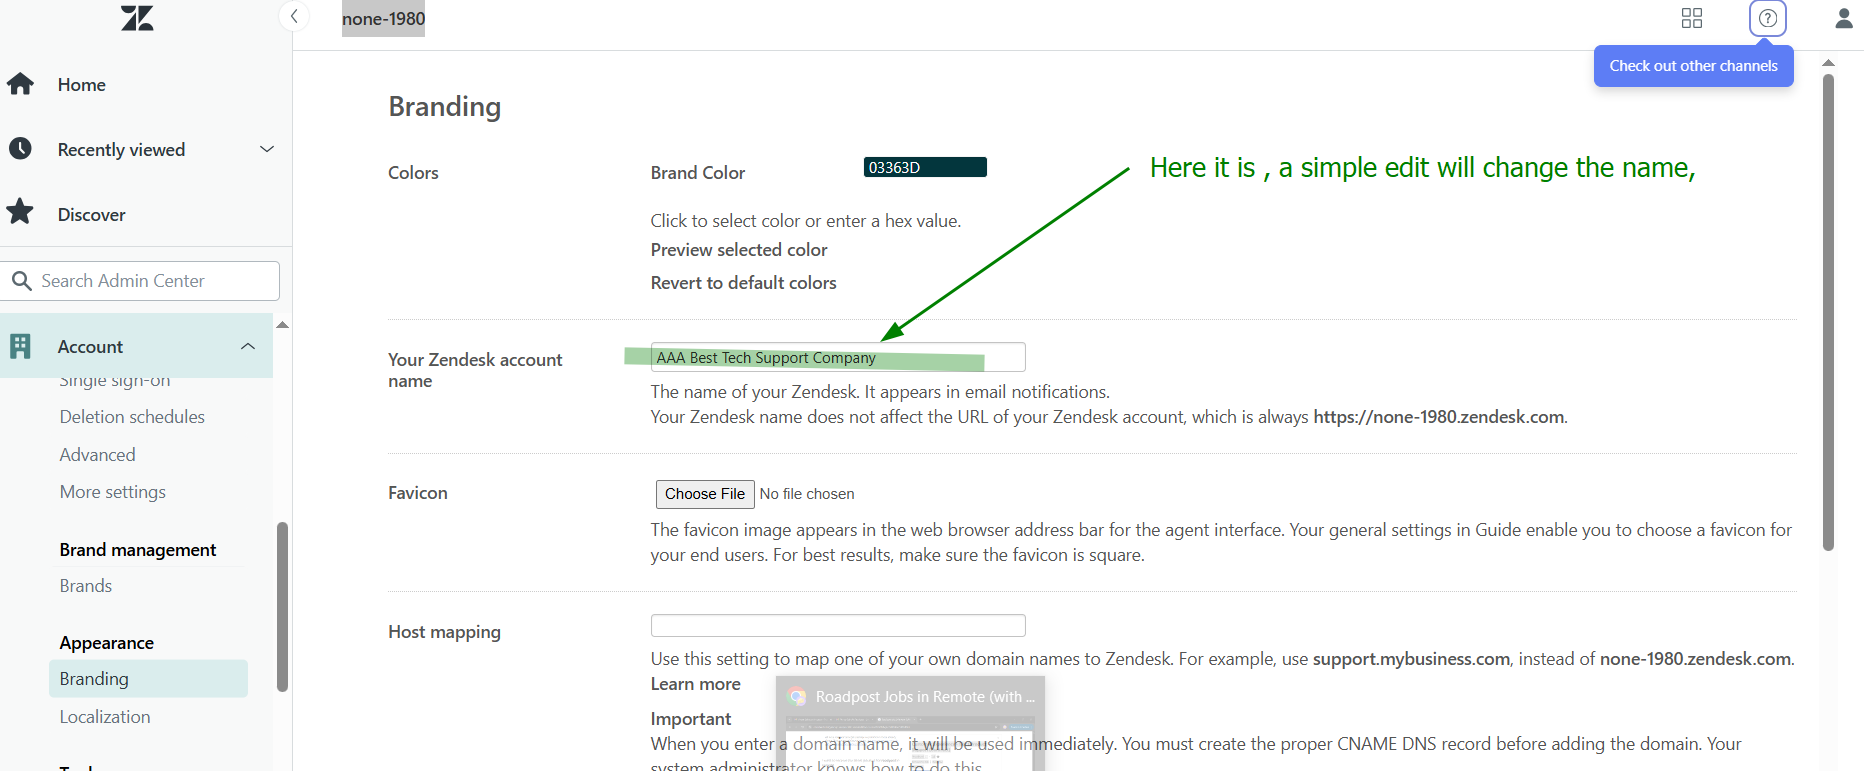 none-1980
Check out other channels
Home
Recently viewed
Discover
Search Admin Center
Account
Single sign-on
Deletion schedules
Advanced
More settings
Brand management
Brands
Appearance
Branding
Localization
Branding
Here it is , a simple edit will change the name,
Colors
Brand Color
03363D
Click to select color or enter a hex value.
Preview selected color
Revert to default colors
Your Zendesk account
name
AAA Best Tech Support Company
The name of your Zendesk. It appears in email notifications.
Your Zendesk name does not affect the URL of your Zendesk account, which is always https://none-1980.zendesk.com.
Favicon
Choose File No file chosen
The favicon image appears in the web browser address bar for the agent interface. Your general settings in Guide enable you to choose a favicon for
your end users. For best results, make sure the favicon is square.
Host mapping
Use this setting to map one of your own domain names to Zendesk. For example, use support.mybusiness.com, instead of none-1980.zendesk.com.
Learn more
Roadpost Jobs in Remote (with ...
Important
When you enter a domain name, it will be used immediately. You must create the proper CNAME DNS record before adding the domain. Your
system administrator knows how to do this.